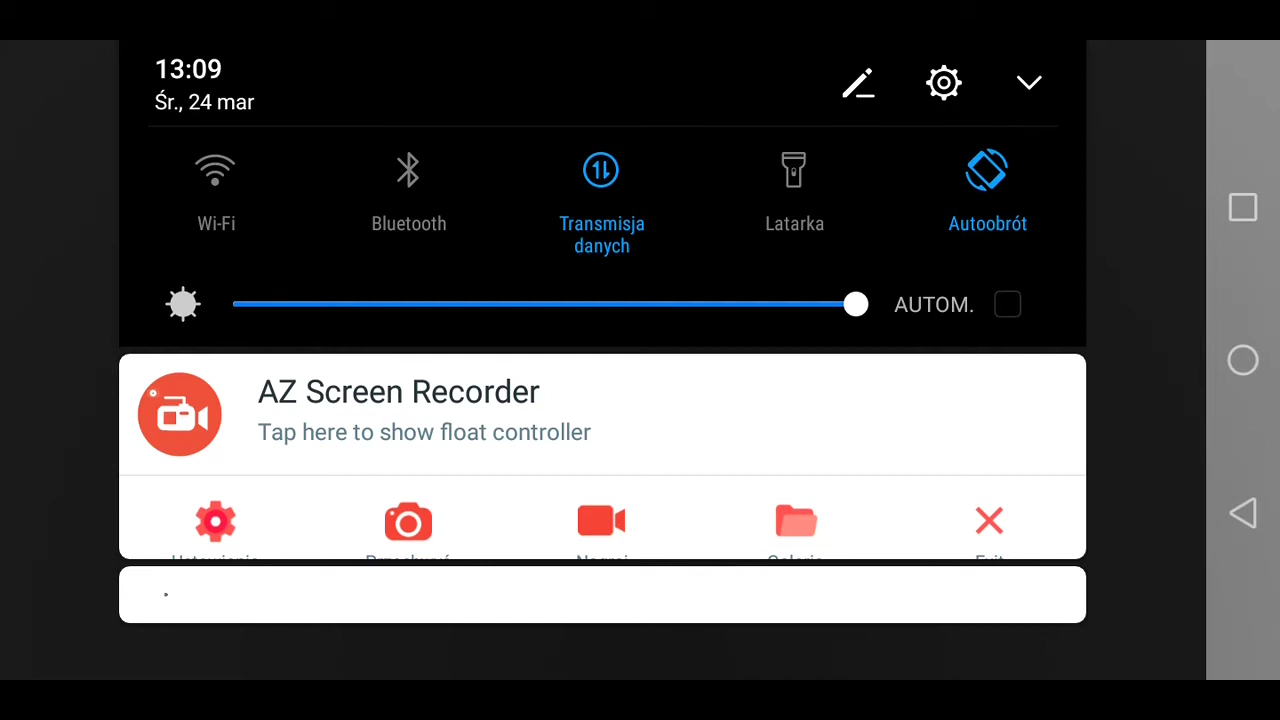 13:09
Śr., 24 mar
Wi-Fi
Bluetooth
Transmisja
danych
Latarka
Autoobrót
AUTOM.
AZ Screen Recorder
Tap here to show float controller